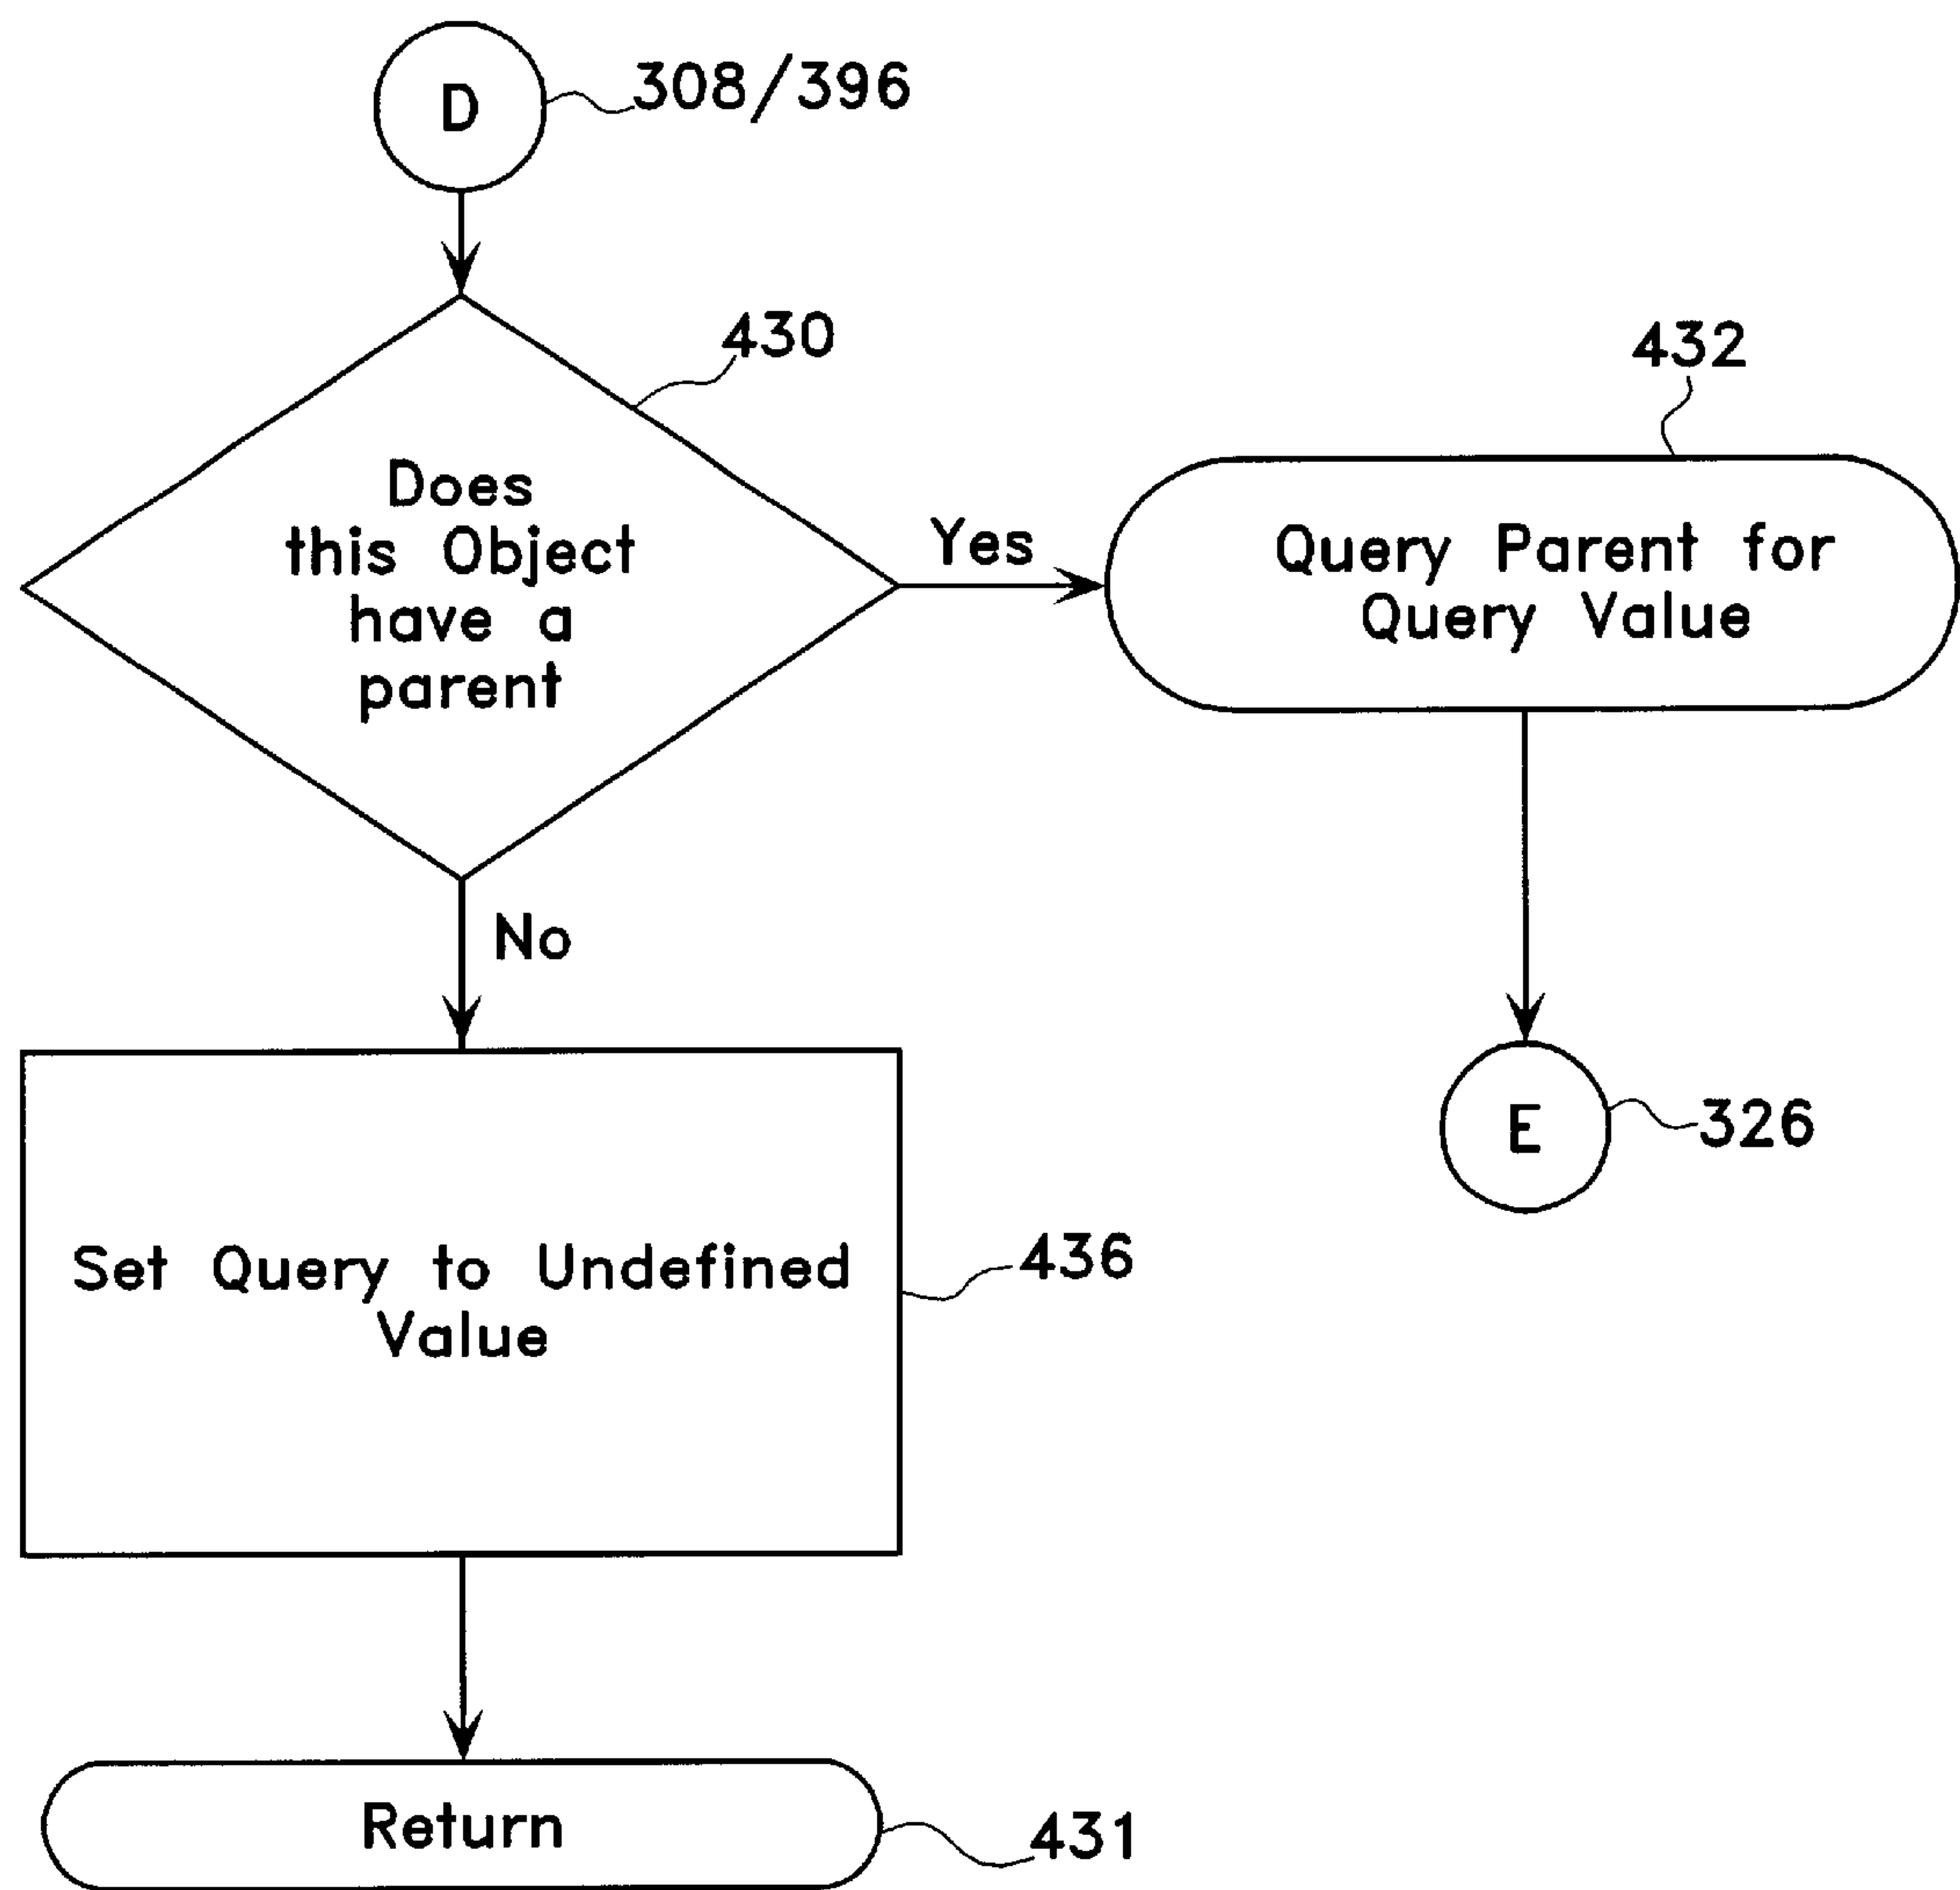 D
308/396
430
Does
this Object
have a
parent
Yes
432
Query Parent for
Query Value
No
E
326
Set Query to Undefined
Value
436
Return
431